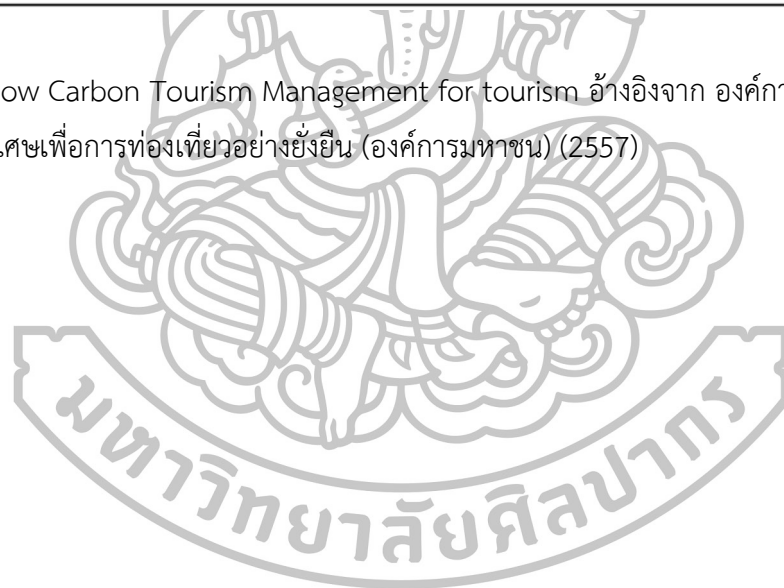 ow Carbon Tourism Management for tourism อ้างอิงจาก องค์กา
เศษเพื่อการท่องเที่ยวอย่างยั่งยืน (องค์การมหาชน) (2557)
มหาวิทยาลัยศิลปากร